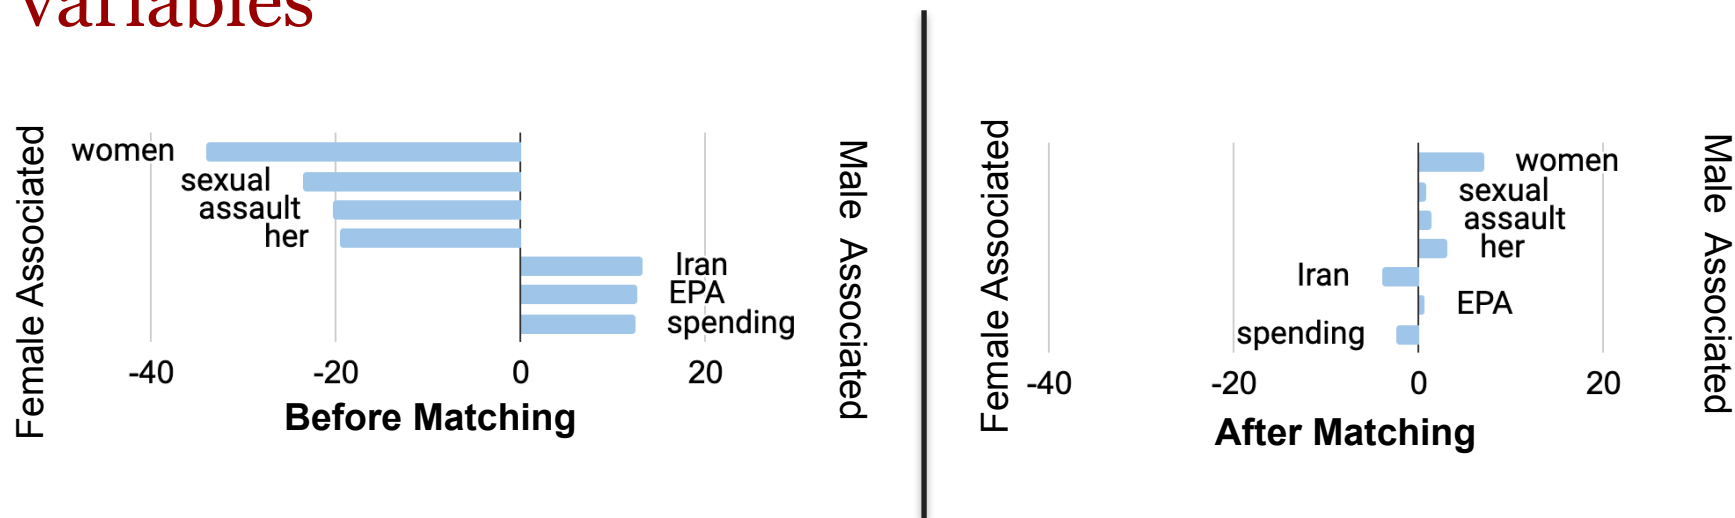 variables
Female Associated
women
sexual
assault
her
Iran
EPA
spending
Male Associated
-40 -20 0 20
Before Matching
Female Associated
women
sexual
assault
her
Iran
EPA
spending
Male Associated
-40 -20 0 20
After Matching